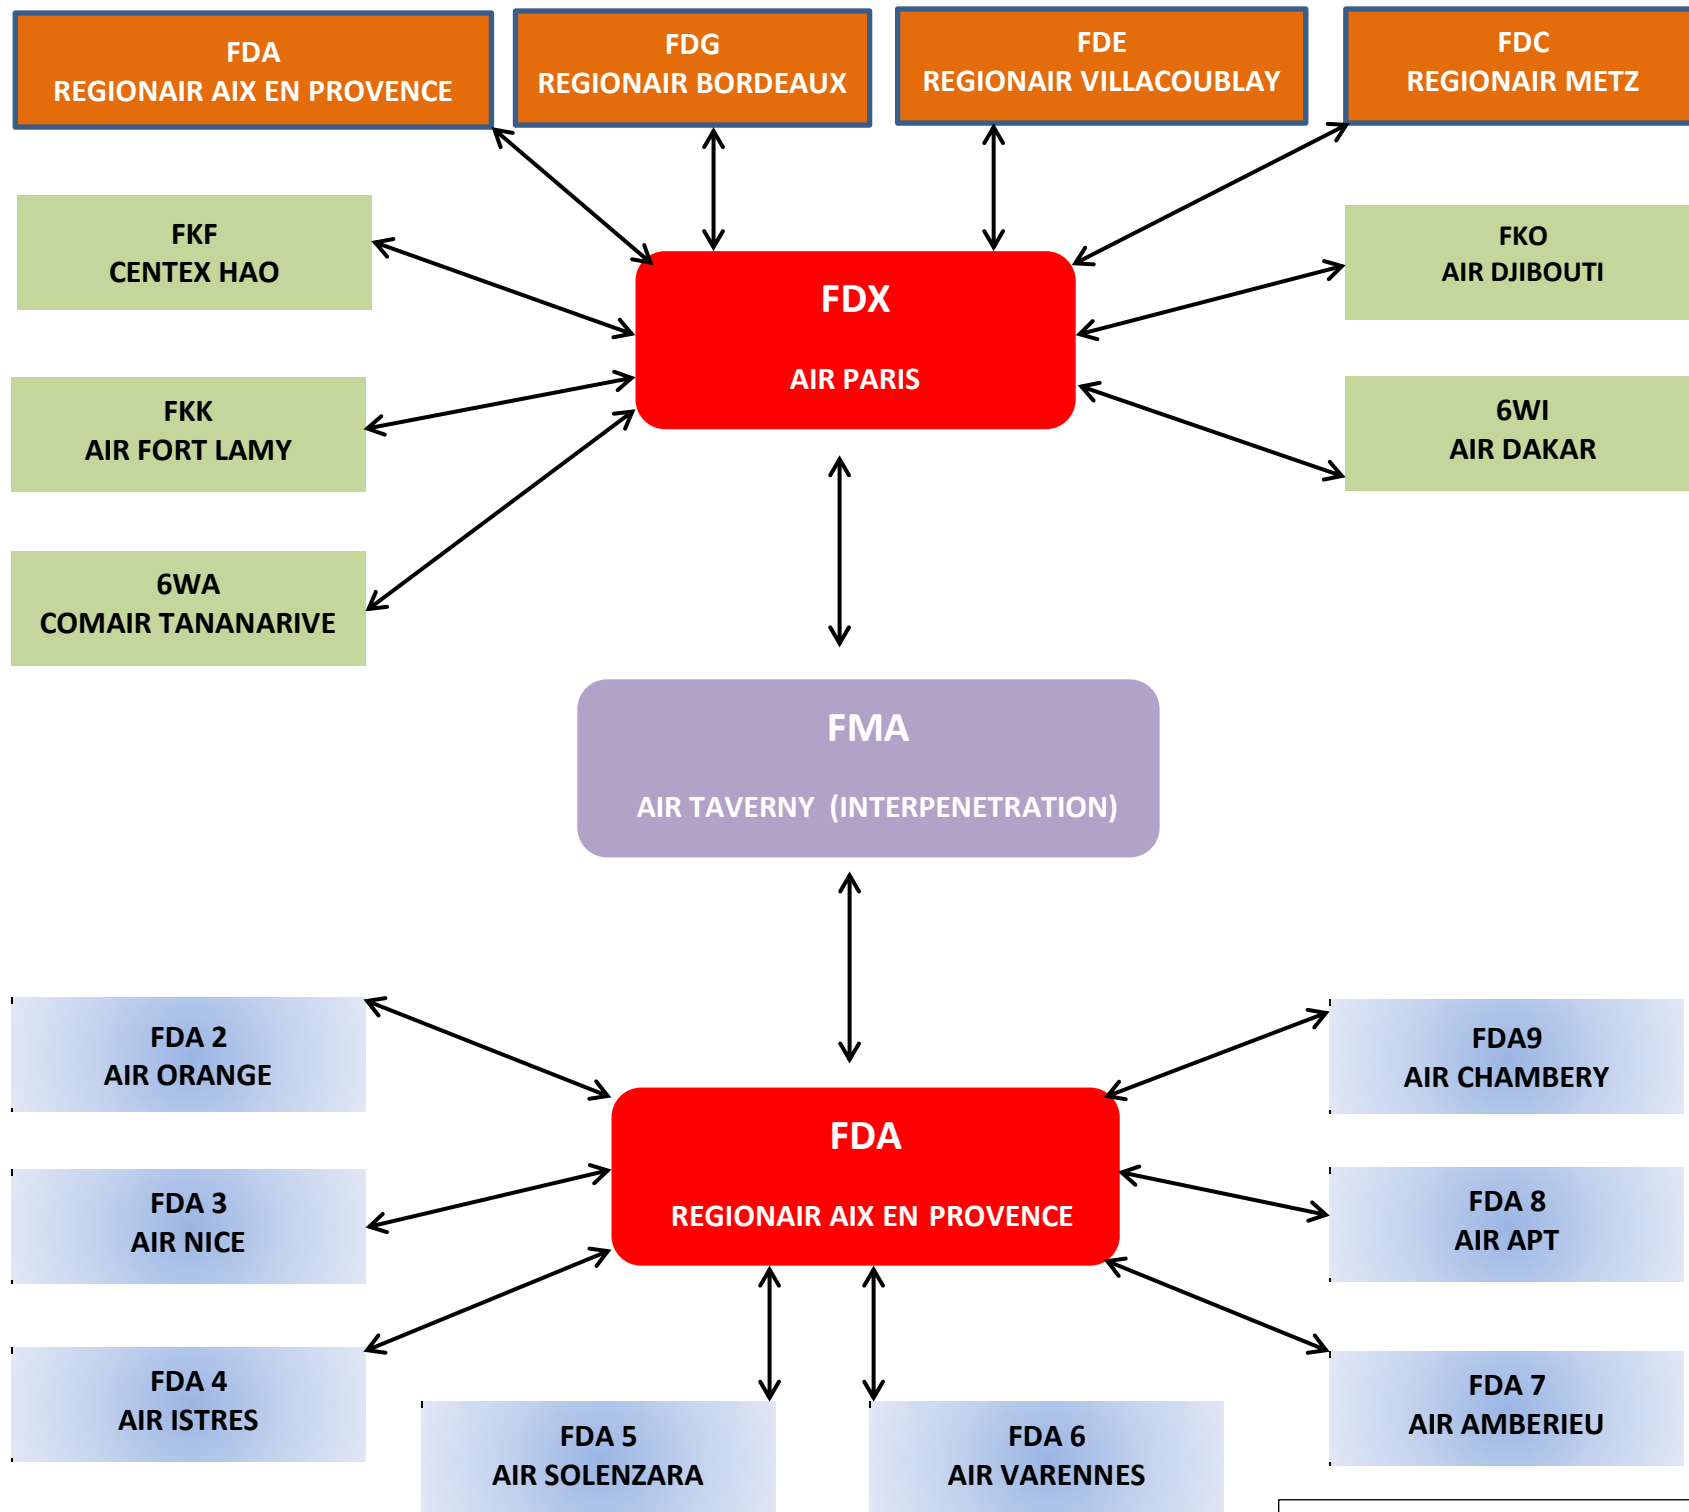 FDA
REGIONAIR AIX EN PROVENCE
FDG
REGIONAIR BORDEAUX
FDE
REGIONAIR VILLACOUBLAY
FDC
REGIONAIR METZ
FKF
CENTEX HAO
FKO
AIR DJIBOUTI
FDX
AIR PARIS
FKK
AIR FORT LAMY
6WI
AIR DAKAR
6WA
COMAIR TANANARIVE
FMA
AIR TAVERNY (INTERPENETRATION)
FDA 2
AIR ORANGE
FDA9
AIR CHAMBERY
FDA
REGIONAIR AIX EN PROVENCE
FDA 3
AIR NICE
FDA 8
AIR APT
FDA 4
AIR ISTRES
FDA 7
AIR AMBERIEU
FDA 5
AIR SOLENZARA
FDA 6
AIR VARENNES